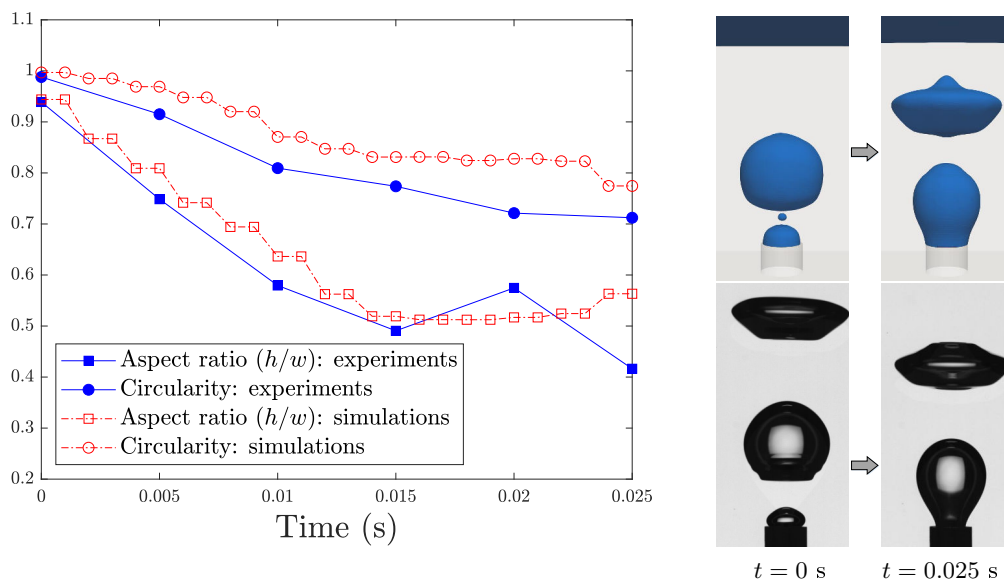 1.1
1
0.9
0.8
0.7
0.6
0.5
0.4
0.3
0.2
Aspect ratio (h/w): experiments
Circularity: experiments
Aspect ratio (h/w): simulations
Circularity: simulations
0 0.005 0.01 0.015 0.02 0.025
Time (s)
t = 0 s t = 0.025 s